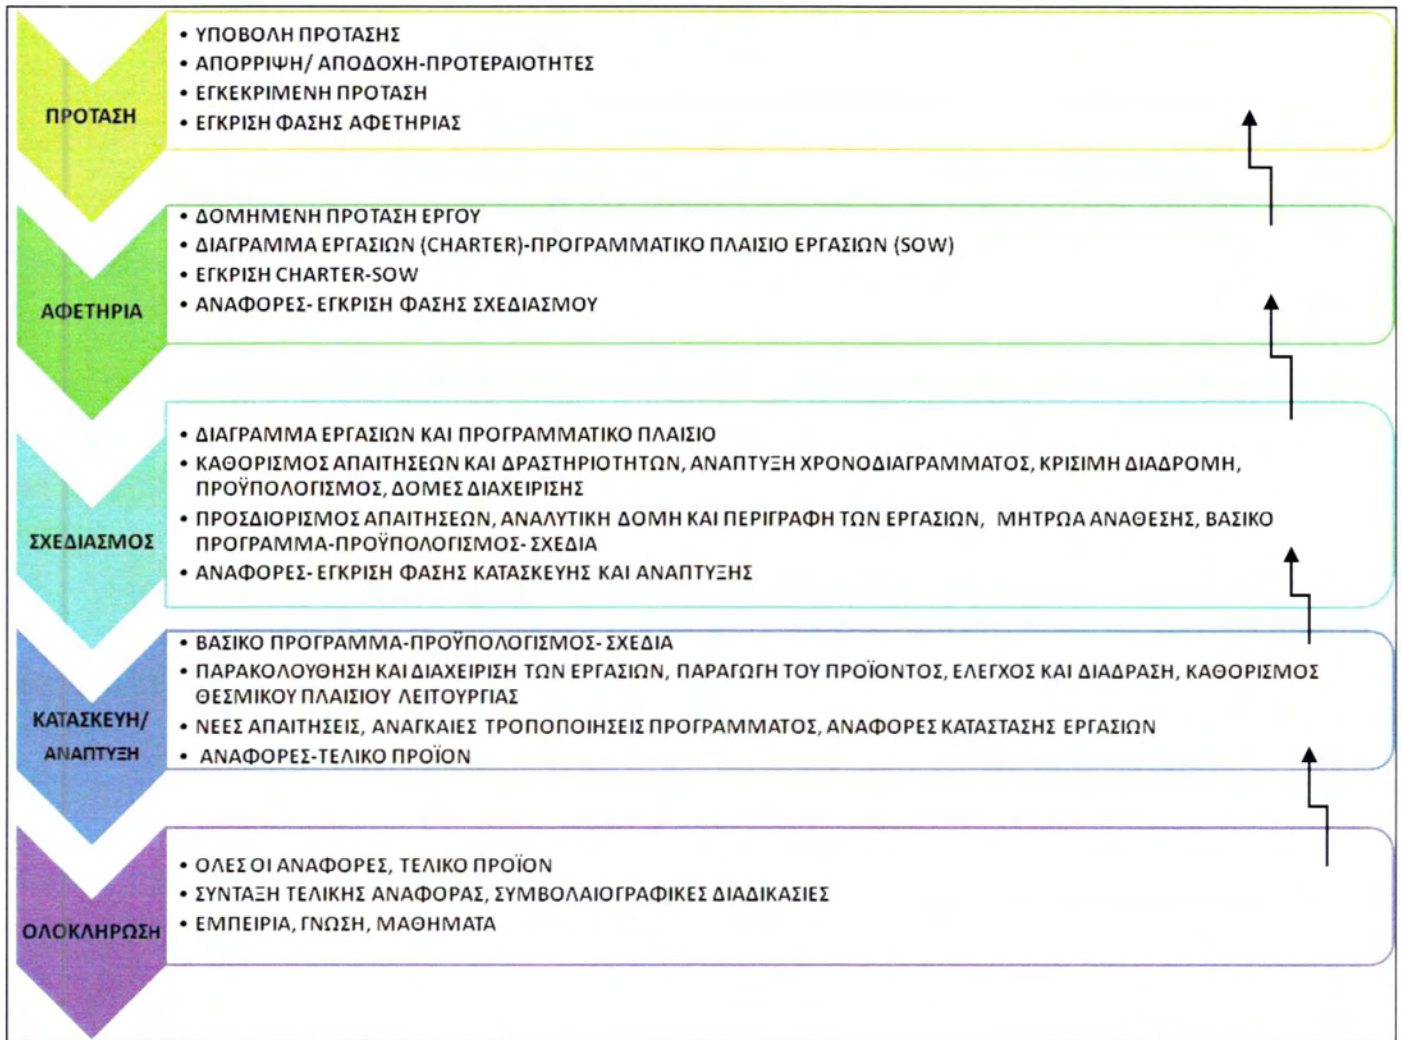 ΠΡΟΤΑΣΗ
• ΥΠΟΒΟΛΗ ΠΡΟΤΑΣΗΣ
• ΑΠΟΡΡΙΨΗ/ ΑΠΟΔΟΧΗ-ΠΡΟΤΕΡΑΙΟΤΗΤΕΣ
• ΕΓΚΕΚΡΙΜΕΝΗ ΠΡΟΤΑΣΗ
• ΕΓΚΡΙΣΗ ΦΑΣΗΣ ΑΦΕΤΗΡΙΑΣ
ΑΦΕΤΗΡΙΑ
• ΔΟΜΗΜΕΝΗ ΠΡΟΤΑΣΗ ΕΡΓΟΥ
• ΔΙΑΓΡΑΜΜΑ ΕΡΓΑΣΙΩΝ (CHARTER)-ΠΡΟΓΡΑΜΜΑΤΙΚΟ ΠΛΑΙΣΙΟ ΕΡΓΑΣΙΩΝ (SOW)
• ΕΓΚΡΙΣΗ CHARTER-SOW
• ΑΝΑΦΟΡΕΣ- ΕΓΚΡΙΣΗ ΦΑΣΗΣ ΣΧΕΔΙΑΣΜΟΥ
ΣΧΕΔΙΑΣΜΟΣ
• ΔΙΑΓΡΑΜΜΑ ΕΡΓΑΣΙΩΝ ΚΑΙ ΠΡΟΓΡΑΜΜΑΤΙΚΟ ΠΛΑΙΣΙΟ
• ΚΑΘΟΡΙΣΜΟΣ ΑΠΑΙΤΗΣΕΩΝ ΚΑΙ ΔΡΑΣΤΗΡΙΟΤΗΤΩΝ, ΑΝΑΠΤΥΞΗ ΧΡΟΝΟΔΙΑΓΡΑΜΜΑΤΟΣ, ΚΡΙΣΙΜΗ ΔΙΑΔΡΟΜΗ,
ΠΡΟΫΠΟΛΟΓΙΣΜΟΣ, ΔΟΜΕΣ ΔΙΑΧΕΙΡΙΣΗΣ
• ΠΡΟΣΔΙΟΡΙΣΜΟΣ ΑΠΑΙΤΗΣΕΩΝ, ΑΝΑΛΥΤΙΚΗ ΔΟΜΗ ΚΑΙ ΠΕΡΙΓΡΑΦΗ ΤΩΝ ΕΡΓΑΣΙΩΝ, ΜΗΤΡΩΑ ΑΝΑΘΕΣΗΣ, ΒΑΣΙΚΟ
ΠΡΟΓΡΑΜΜΑ-ΠΡΟΫΠΟΛΟΓΙΣΜΟΣ- ΣΧΕΔΙΑ
• ΑΝΑΦΟΡΕΣ- ΕΓΚΡΙΣΗ ΦΑΣΗΣ ΚΑΤΑΣΚΕΥΗΣ ΚΑΙ ΑΝΑΠΤΥΞΗΣ
ΚΑΤΑΣΚΕΥΗ/
ΑΝΑΠΤΥΞΗ
• ΒΑΣΙΚΟ ΠΡΟΓΡΑΜΜΑ-ΠΡΟΫΠΟΛΟΓΙΣΜΟΣ- ΣΧΕΔΙΑ
• ΠΑΡΑΚΟΛΟΥΘΗΣΗ ΚΑΙ ΔΙΑΧΕΙΡΙΣΗ ΤΩΝ ΕΡΓΑΣΙΩΝ, ΠΑΡΑΓΩΓΗ ΤΟΥ ΠΡΟΪΟΝΤΟΣ, ΕΛΕΓΧΟΣ ΚΑΙ ΔΙΑΔΡΑΣΗ, ΚΑΘΟΡΙΣΜΟΣ
ΘΕΣΜΙΚΟΥ ΠΛΑΙΣΙΟΥ ΛΕΙΤΟΥΡΓΙΑΣ
• ΝΕΕΣ ΑΠΑΙΤΗΣΕΙΣ, ΑΝΑΓΚΑΙΕΣ ΤΡΟΠΟΠΟΙΗΣΕΙΣ ΠΡΟΓΡΑΜΜΑΤΟΣ, ΑΝΑΦΟΡΕΣ ΚΑΤΑΣΤΑΣΗΣ ΕΡΓΑΣΙΩΝ
• ΑΝΑΦΟΡΕΣ-ΤΕΛΙΚΟ ΠΡΟΪΟΝ
ΟΛΟΚΛΗΡΩΣΗ
• ΟΛΕΣ ΟΙ ΑΝΑΦΟΡΕΣ, ΤΕΛΙΚΟ ΠΡΟΪΟΝ
• ΣΥΝΤΑΞΗ ΤΕΛΙΚΗΣ ΑΝΑΦΟΡΑΣ, ΣΥΜΒΟΛΑΙΟΓΡΑΦΙΚΕΣ ΔΙΑΔΙΚΑΣΙΕΣ
• ΕΜΠΕΙΡΙΑ, ΓΝΩΣΗ, ΜΑΘΗΜΑΤΑ